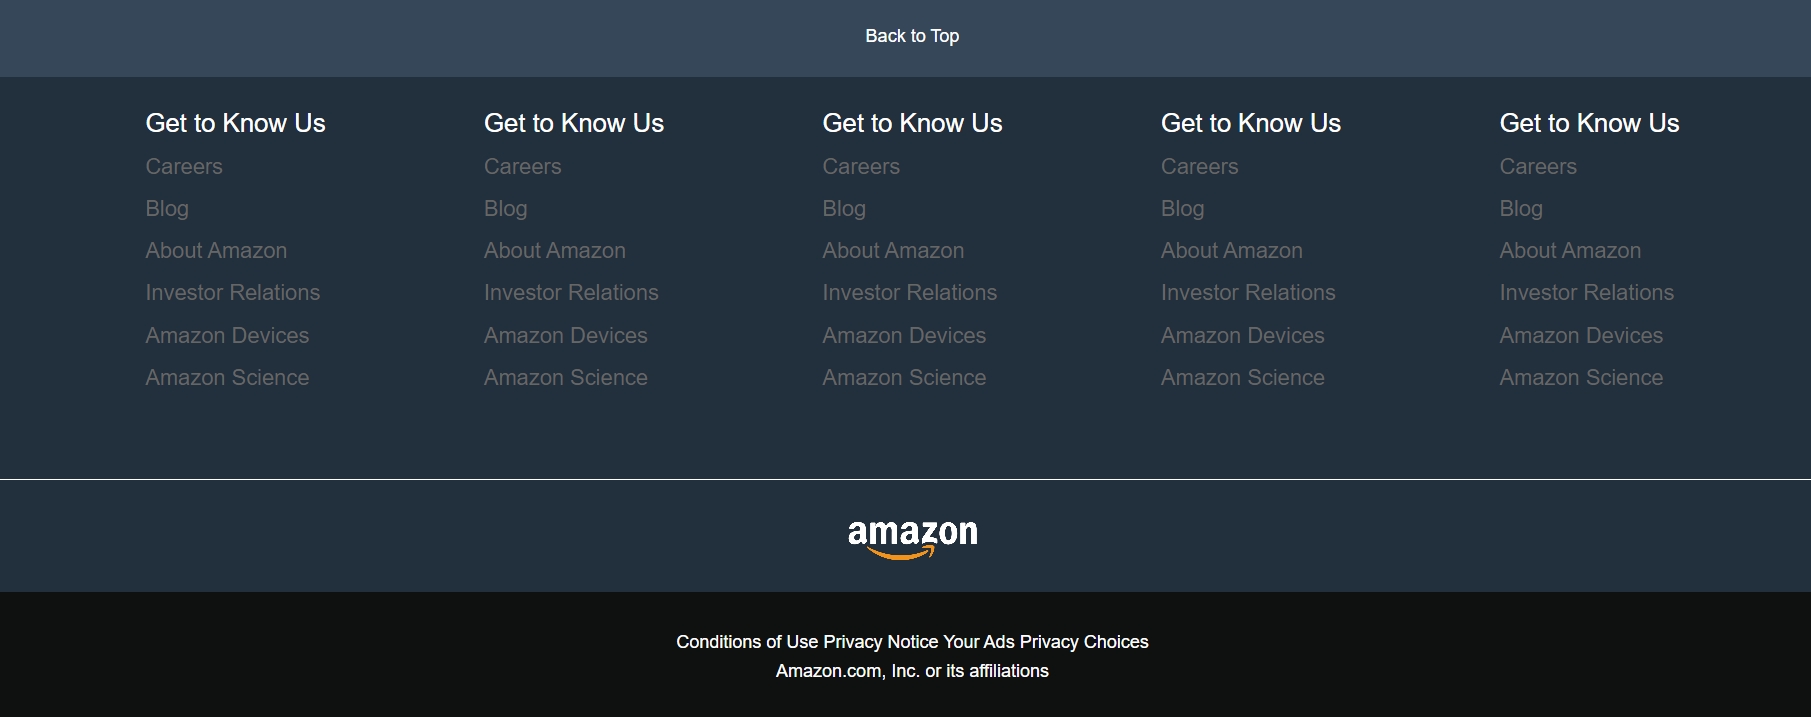 Back to Top
Get to Know Us Get to Know Us Get to Know Us Get to Know Us Get to Know Us
Careers Careers Careers Careers Careers
Blog Blog Blog Blog Blog
About Amazon About Amazon About Amazon About Amazon About Amazon
Investor Relations Investor Relations Investor Relations Investor Relations Investor Relations
Amazon Devices Amazon Devices Amazon Devices Amazon Devices Amazon Devices
Amazon Science Amazon Science Amazon Science Amazon Science Amazon Science
amazon
Conditions of Use Privacy Notice Your Ads Privacy Choices
Amazon.com, Inc. or its affiliations